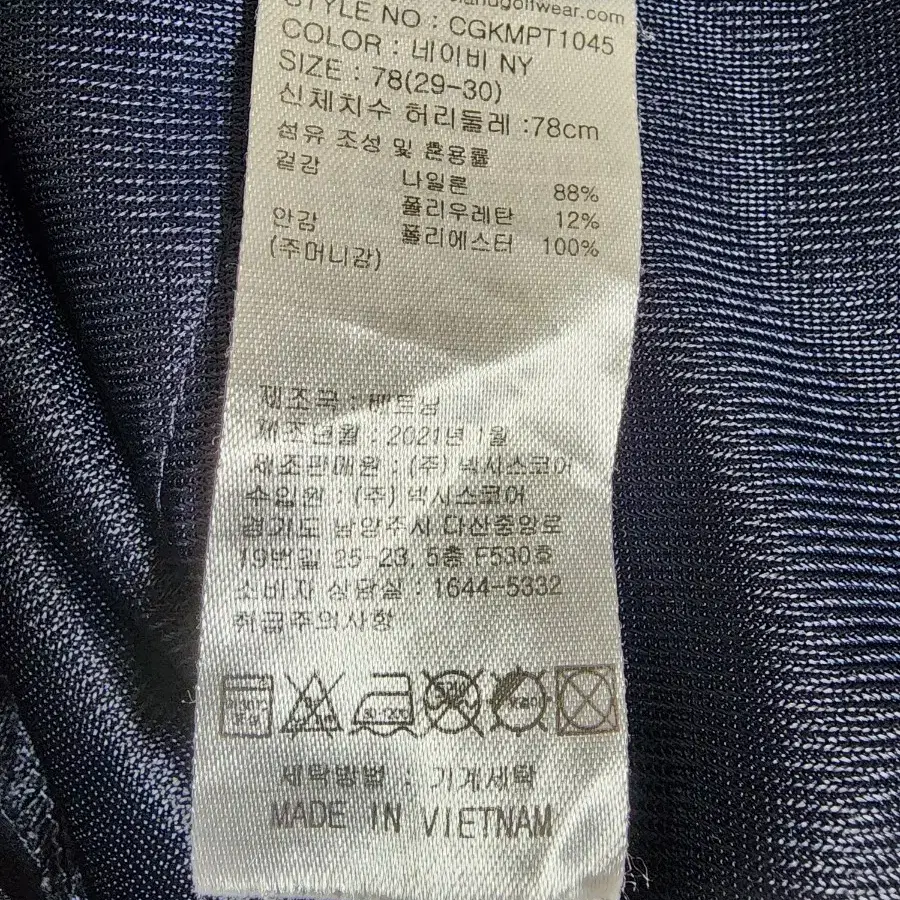 STYLE NO : CGKMPT1045
COLOR : 네이비 NY
SIZE : 78(29-30)
신체치수 허리둘레 :78cm
섬유 조성 및 혼용률
겉감 나일론 88%
폴리우레탄 12%
안감 폴리에스터 100%
(주머니감)
제조국 : 베트남
제조년월 : 2021년 1월
제조판매원 : (주) 넥시스코어
수입원 : (주) 넥시스코어
경기도 남양주시 다산중앙로
19번길 25-23, 5층 F530호
소비자 상담실 : 1644-5332
취급주의사항
세탁방법 : 기계세탁
MADE IN VIETNAM